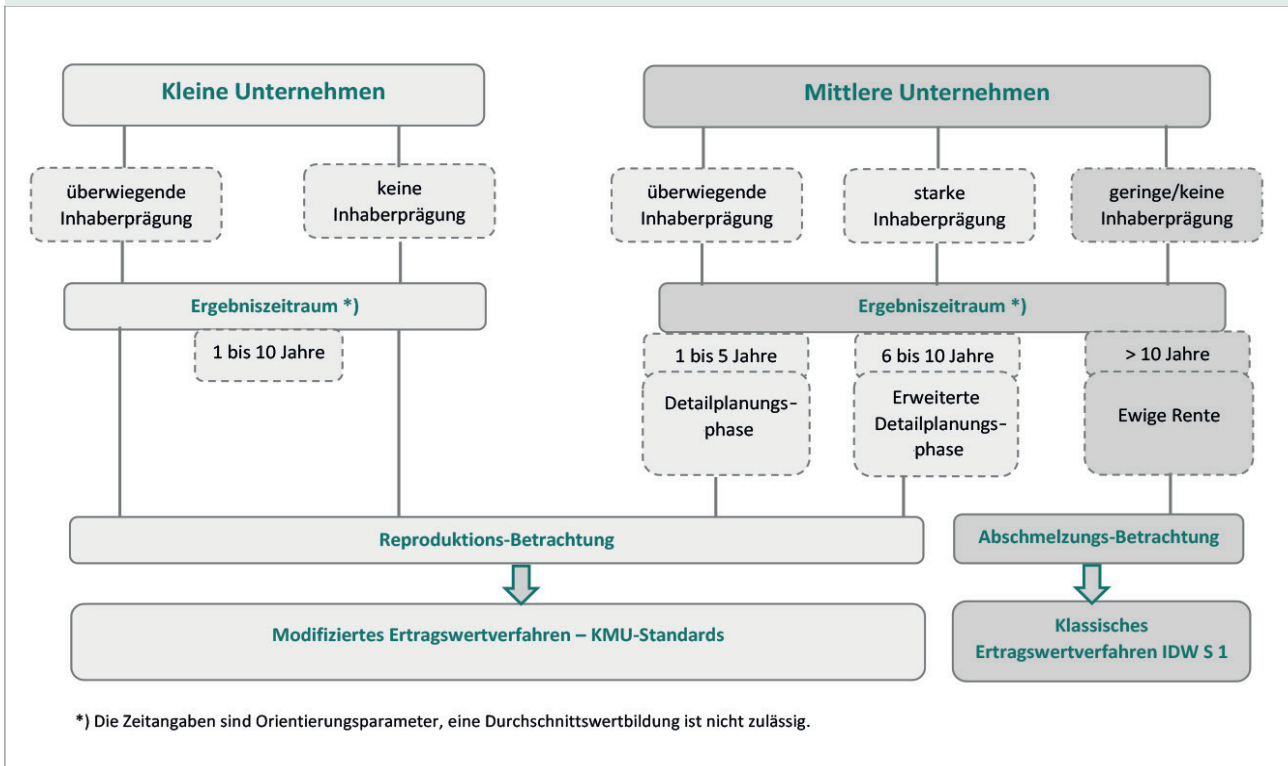 Kleine Unternehmen
Mittlere Unternehmen
überwiegende
Inhaberprägung
keine
Inhaberprägung
überwiegende
Inhaberprägung
starke
Inhaberprägung
geringe/keine
Inhaberprägung
Ergebniszeitraum *)
Ergebniszeitraum *)
1 bis 10 Jahre
1 bis 5 Jahre
6 bis 10 Jahre
> 10 Jahre
Detailplanungs-
phase
Erweiterte
Detailplanungs-
phase
Ewige Rente
Reproduktions-Betrachtung
Abschmelzungs-Betrachtung
Modifiziertes Ertragswertverfahren – KMU-Standards
Klassisches
Ertragswertverfahren IDW S 1
*) Die Zeitangaben sind Orientierungsparameter, eine Durchschnittswertbildung ist nicht zulässig.